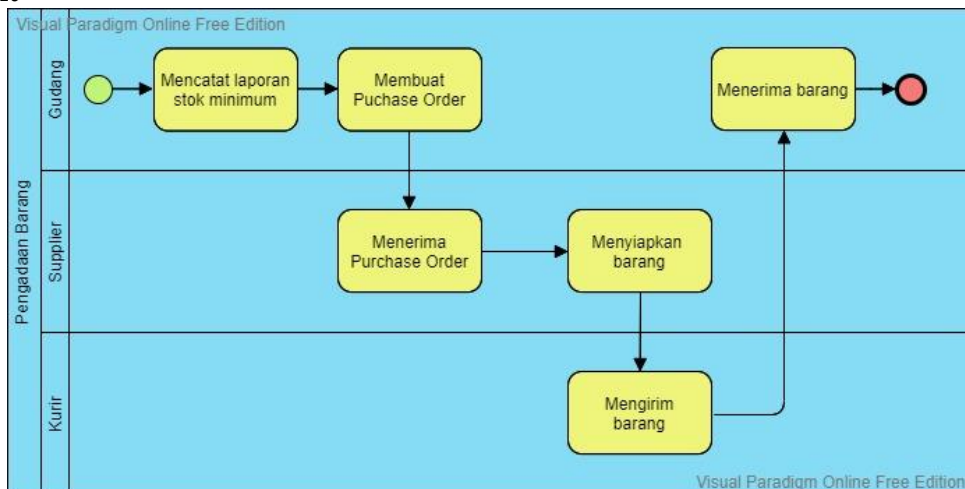 Visual Paradigm Online Free Edition
Pengadaan Barang
Gudang
Mencatat laporan
stok minimum
Membuat
Puchase Order
Menerima barang
Supplier
Menerima
Purchase Order
Menyiapkan
barang
Kurir
Mengirim
barang
Visual Paradigm Online Free Edition